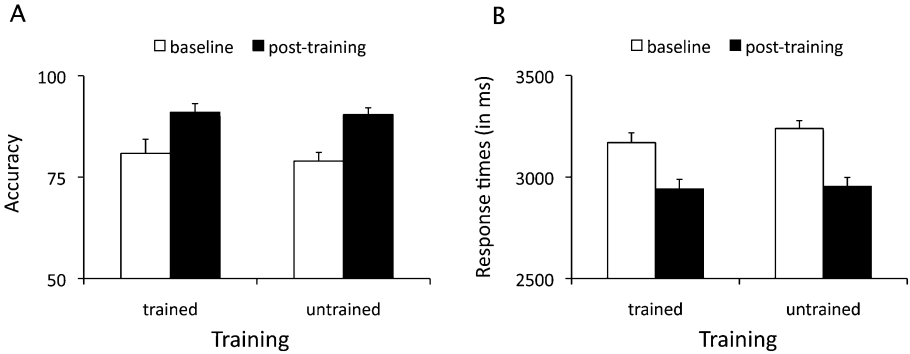 A
baseline post-training
100
75
50
Accuracy
trained untrained
Training
B
baseline post-training
3500
3000
2500
Response times (in ms)
trained untrained
Training